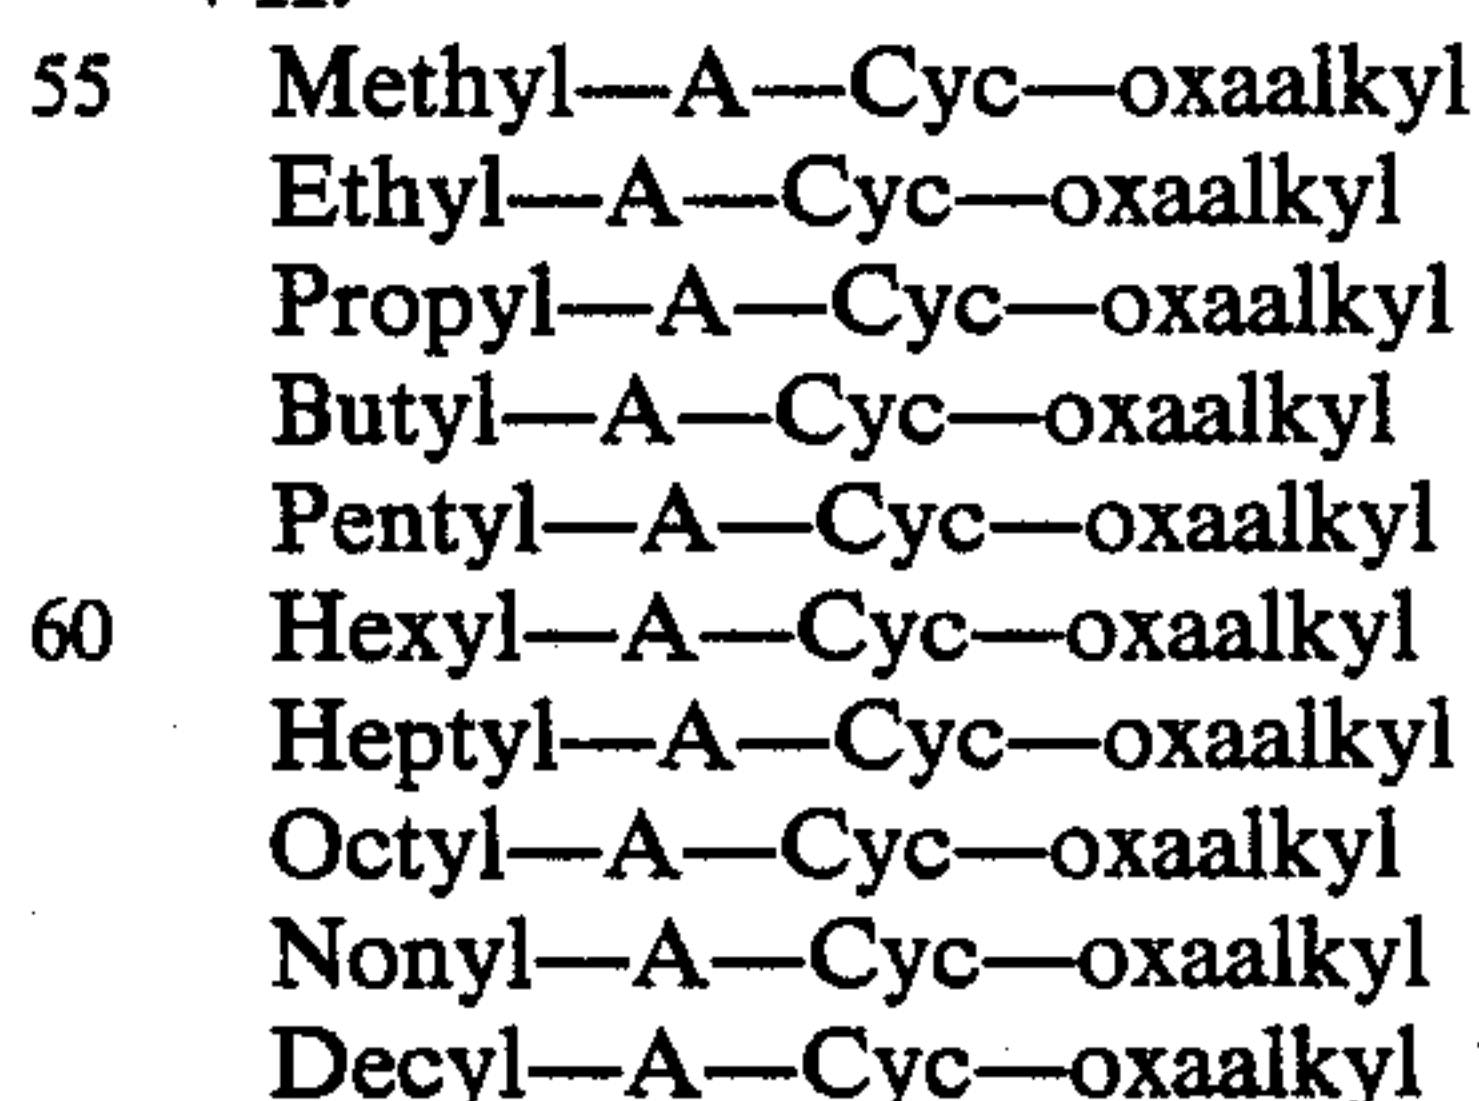 55 Methyl—A—Cyc—oxaalkyl
Ethyl—A—Cyc—oxaalkyl
Propyl—A—Cyc—oxaalkyl
Butyl—A—Cyc—oxaalkyl
Pentyl—A—Cyc—oxaalkyl
60 Hexyl—A—Cyc—oxaalkyl
Heptyl—A—Cyc—oxaalkyl
Octyl—A—Cyc—oxaalkyl
Nonyl—A—Cyc—oxaalkyl
Decyl—A—Cyc—oxaalkyl